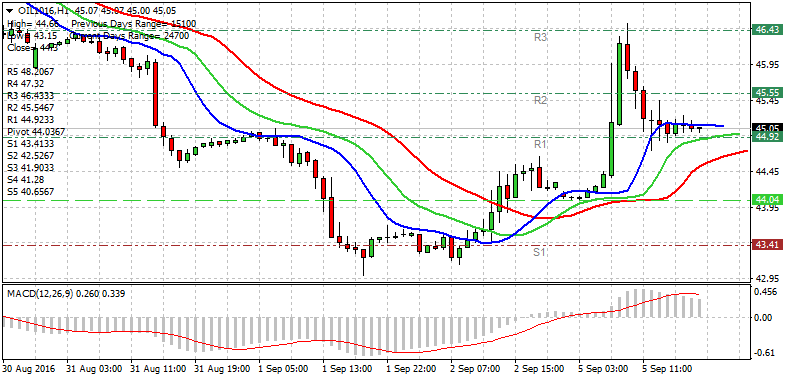 OIL1016,H1 45.07 45.07 45.00 45.05
High= 44.66 Previous Days Range= 15100
Low= 43.15 Current Days Range= 24700
Close= 44.3
R5 48.2067
R4 47.32
R3 46.4333
R2 45.5467
R1 44.9233
Pivot 44.0367
S1 43.4133
S2 42.5267
S3 41.9033
S4 41.28
S5 40.6567
R3
R2
R1
S1
46.43
45.95
45.55
45.45
45.05
44.92
44.45
44.04
43.95
43.41
42.95
MACD(12,26,9) 0.260 0.339
0.456
0.00
-0.61
30 Aug 2016 31 Aug 03:00 31 Aug 11:00 31 Aug 19:00 1 Sep 05:00 1 Sep 13:00 1 Sep 22:00 2 Sep 07:00 2 Sep 15:00 5 Sep 03:00 5 Sep 11:00